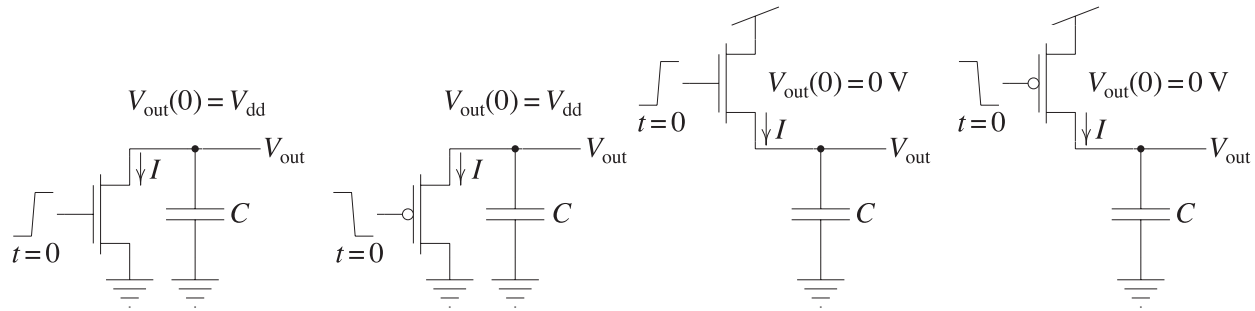 V_out(0) = V_dd
I
V_out
C
t = 0
V_out(0) = V_dd
I
V_out
C
t = 0
V_out(0) = 0 V
t = 0
I
V_out
C
V_out(0) = 0 V
t = 0
I
V_out
C